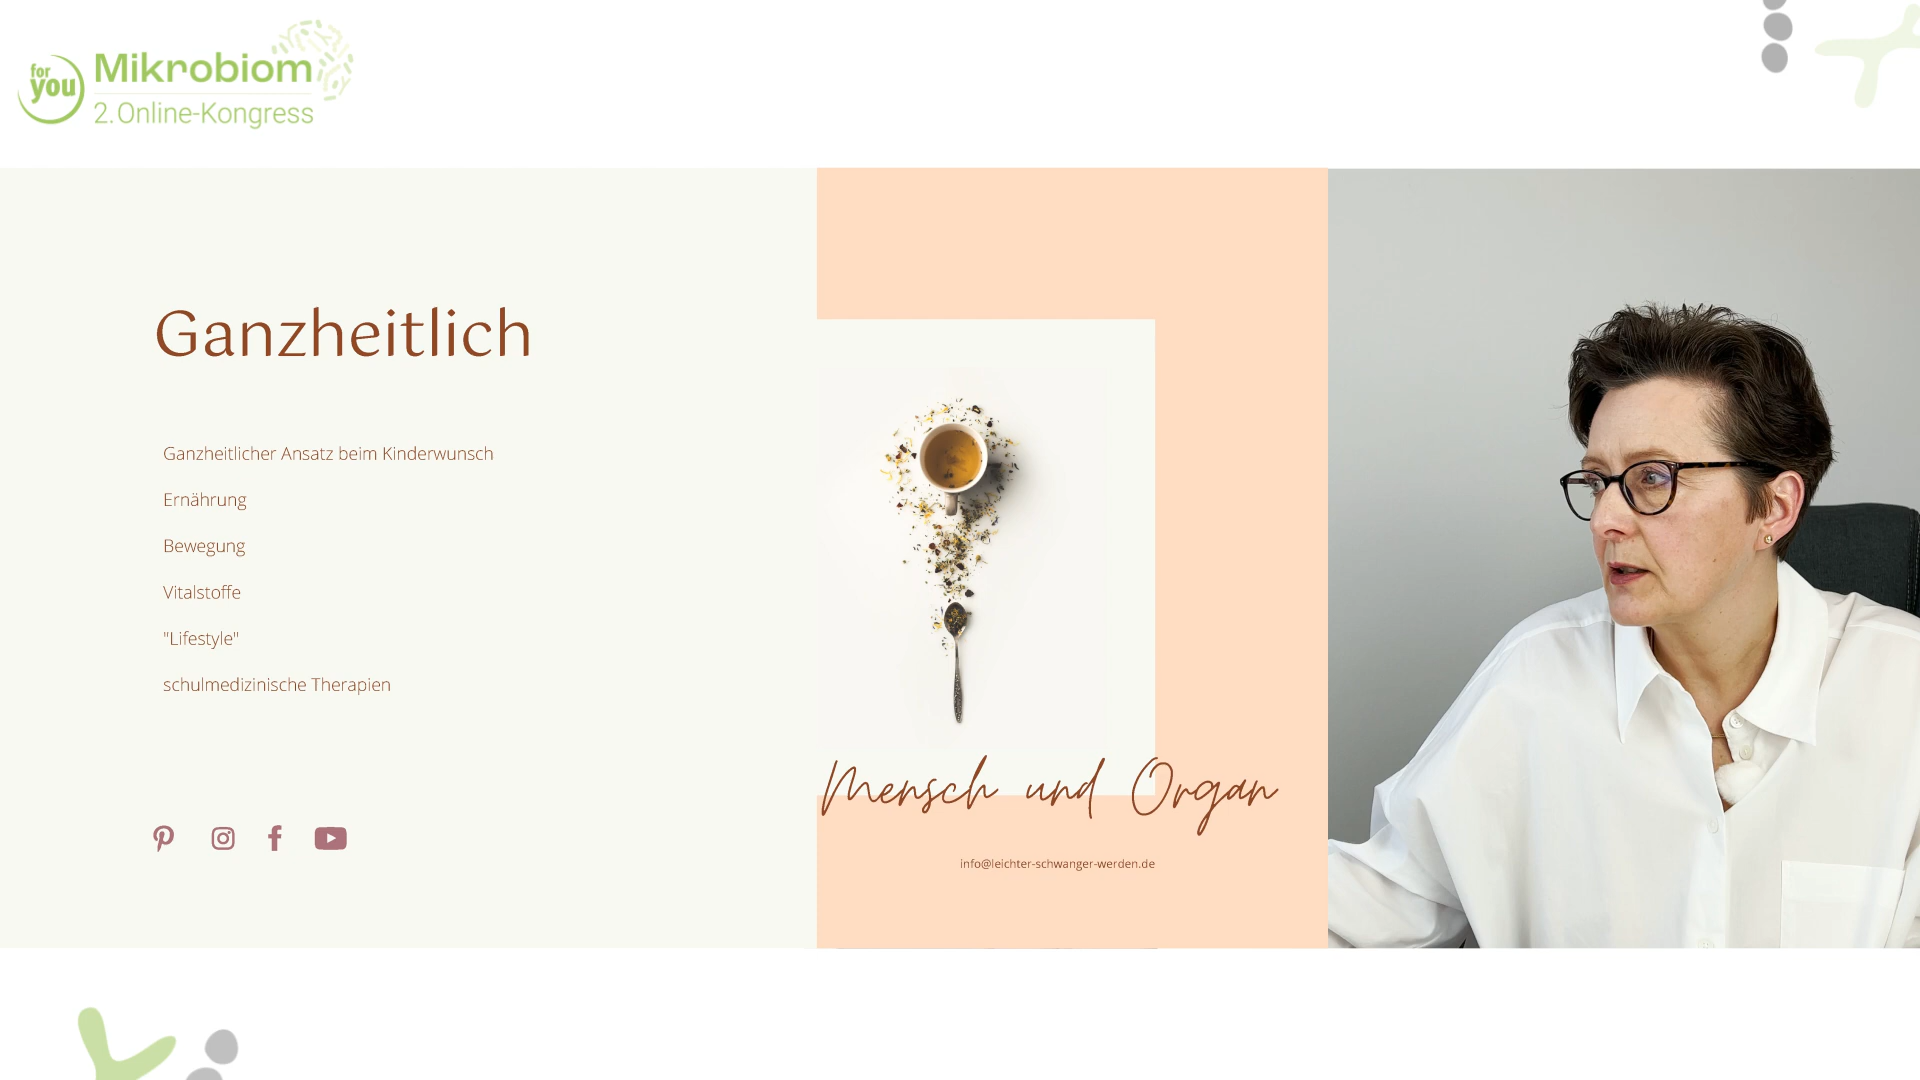 for
you
Mikrobiom
2. Online-Kongress
Ganzheitlich
Ganzheitlicher Ansatz beim Kinderwunsch
Ernährung
Bewegung
Vitalstoffe
"Lifestyle"
schulmedizinische Therapien
Mensch und Organ
info@leichter-schwanger-werden.de